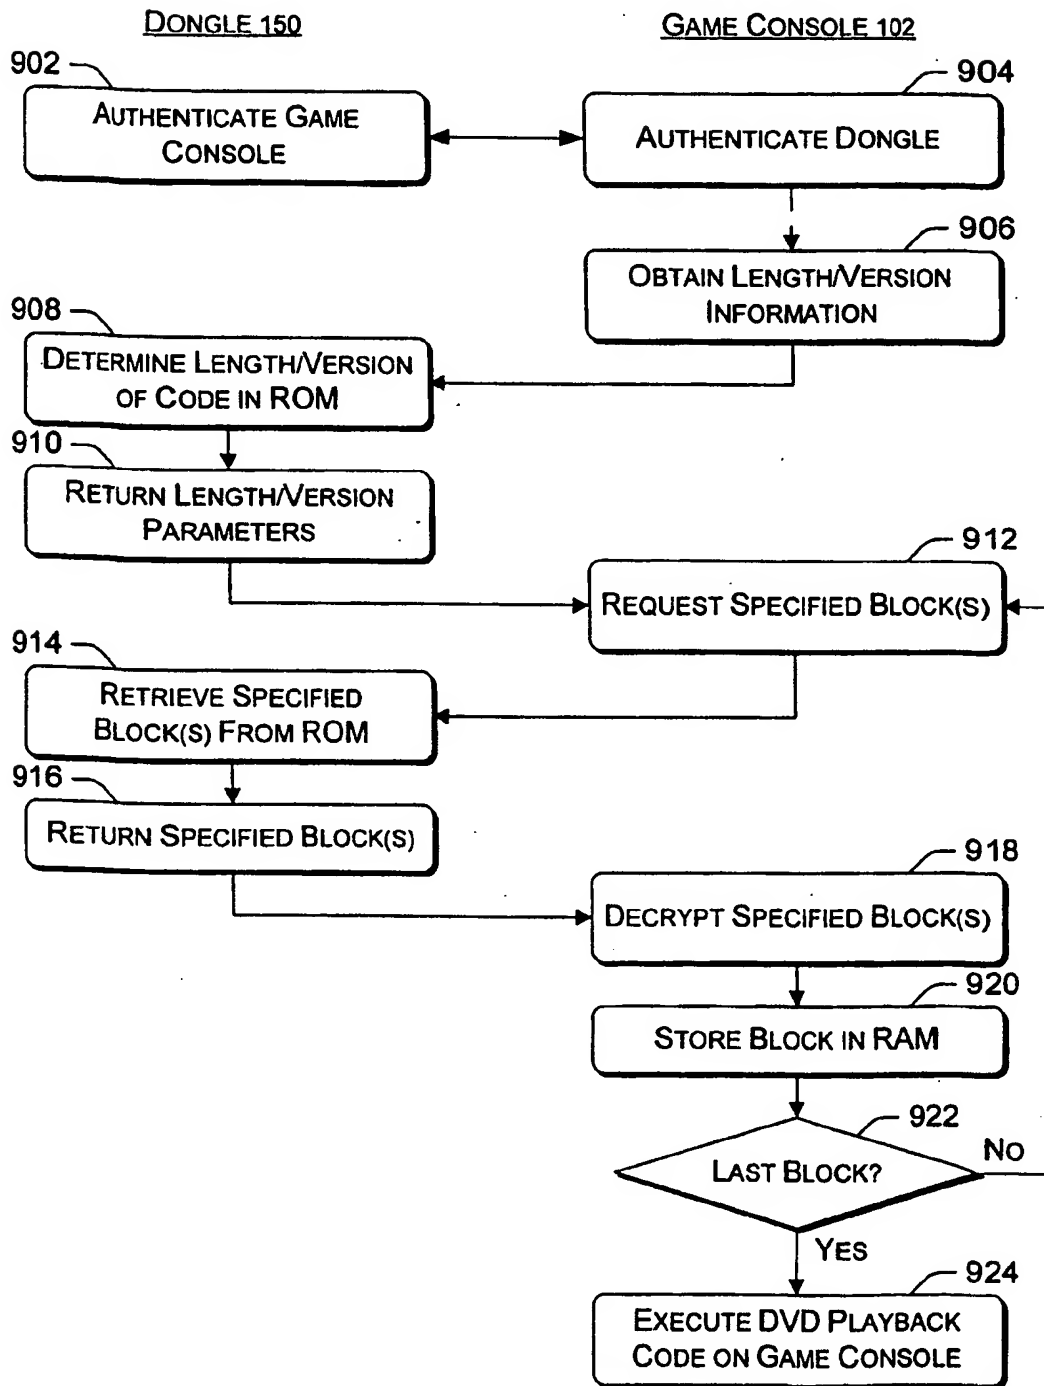 DONGLE 150
GAME CONSOLE 102
902
904
AUTHENTICATE GAME
CONSOLE
AUTHENTICATE DONGLE
906
OBTAIN LENGTH/VERSION
INFORMATION
908
DETERMINE LENGTH/VERSION
OF CODE IN ROM
910
RETURN LENGTH/VERSION
PARAMETERS
912
REQUEST SPECIFIED BLOCK(S)
914
RETRIEVE SPECIFIED
BLOCK(S) FROM ROM
916
RETURN SPECIFIED BLOCK(S)
918
DECRYPT SPECIFIED BLOCK(S)
920
STORE BLOCK IN RAM
922
LAST BLOCK?
NO
YES
924
EXECUTE DVD PLAYBACK
CODE ON GAME CONSOLE